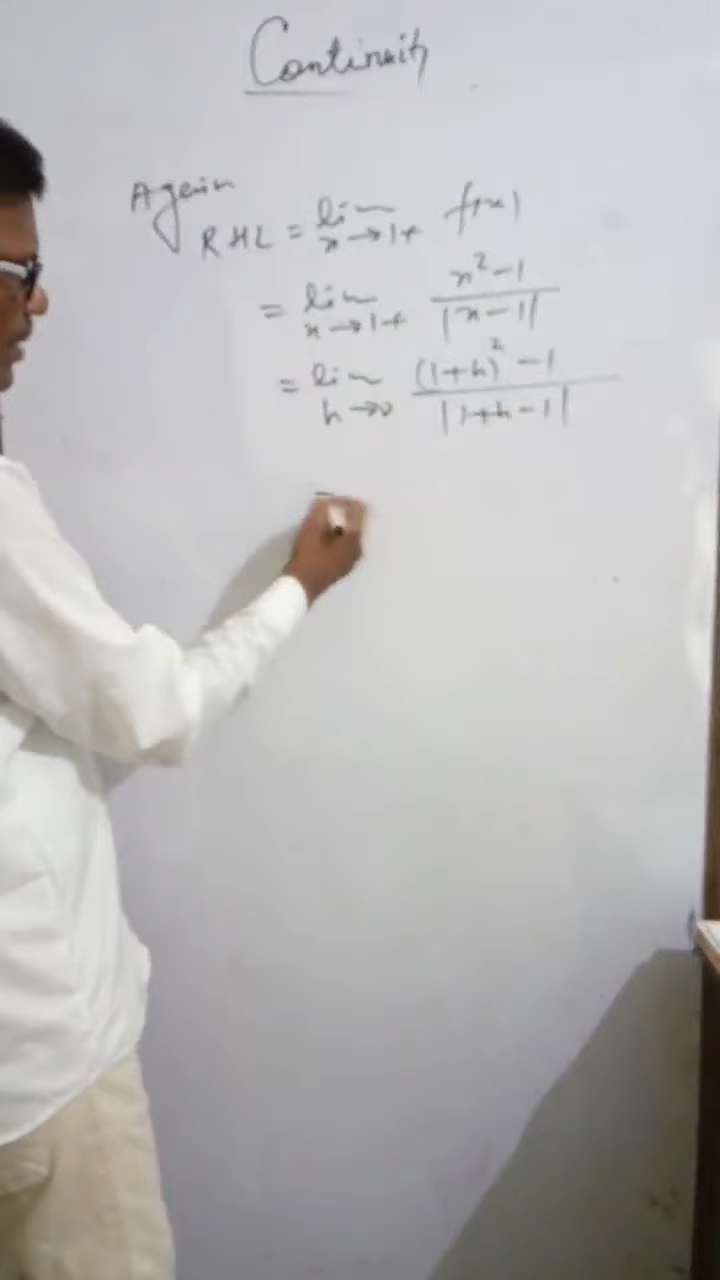 Continuity
Again
RHL = lim x→1+ f(x)
= lim x→1+ x²-1 / |x-1|
= lim h→0 (1+h)² -1 / |1+h-1|
=